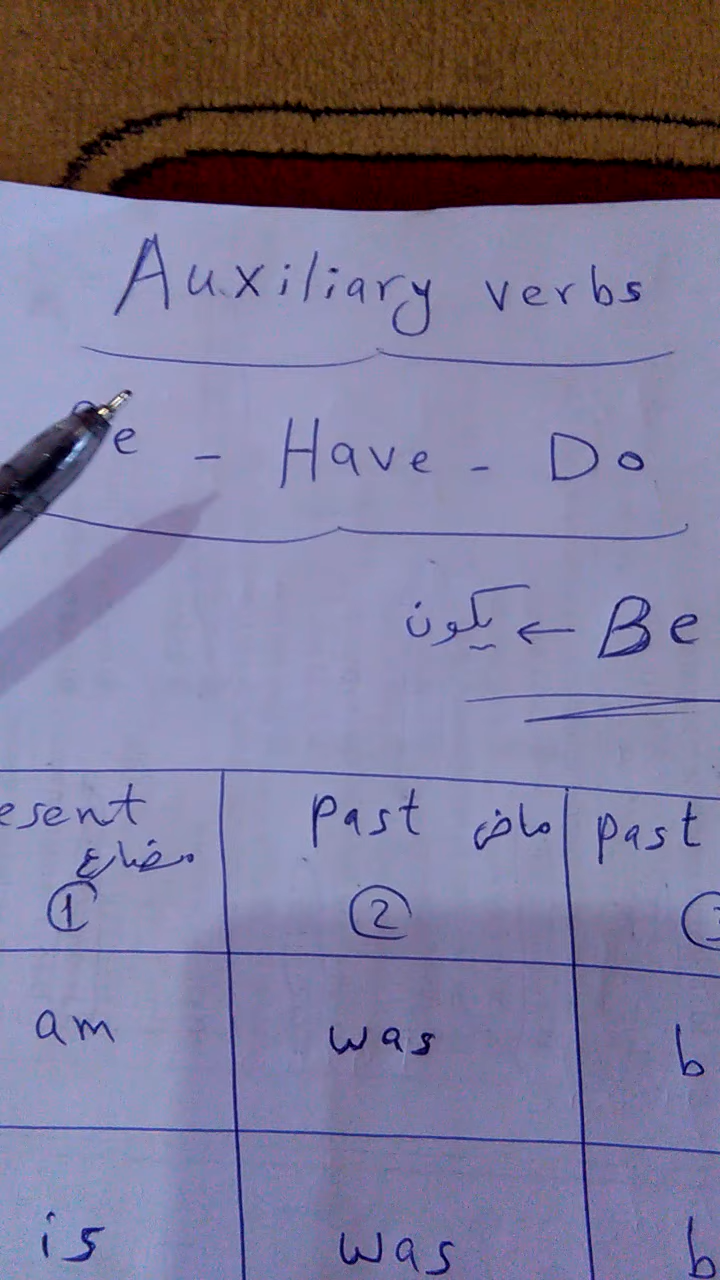 Auxiliary verbs
e - Have - Do
Be → يكون
esent Past ماض Past
مضارع
① ②
am was b
is was b